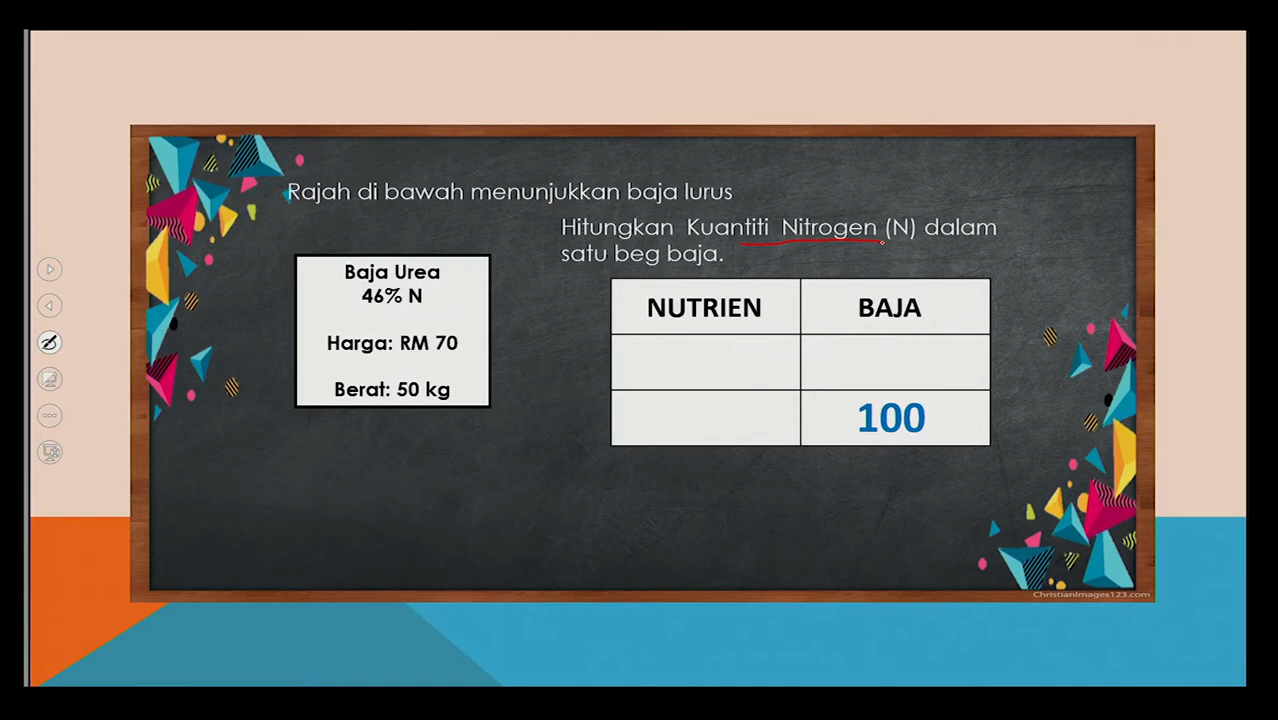 Rajah di bawah menunjukkan baja lurus
Hitungkan Kuantiti Nitrogen (N) dalam
satu beg baja.
Baja Urea
46% N
Harga: RM 70
Berat: 50 kg
NUTRIEN BAJA
100
ChristianImages123.com